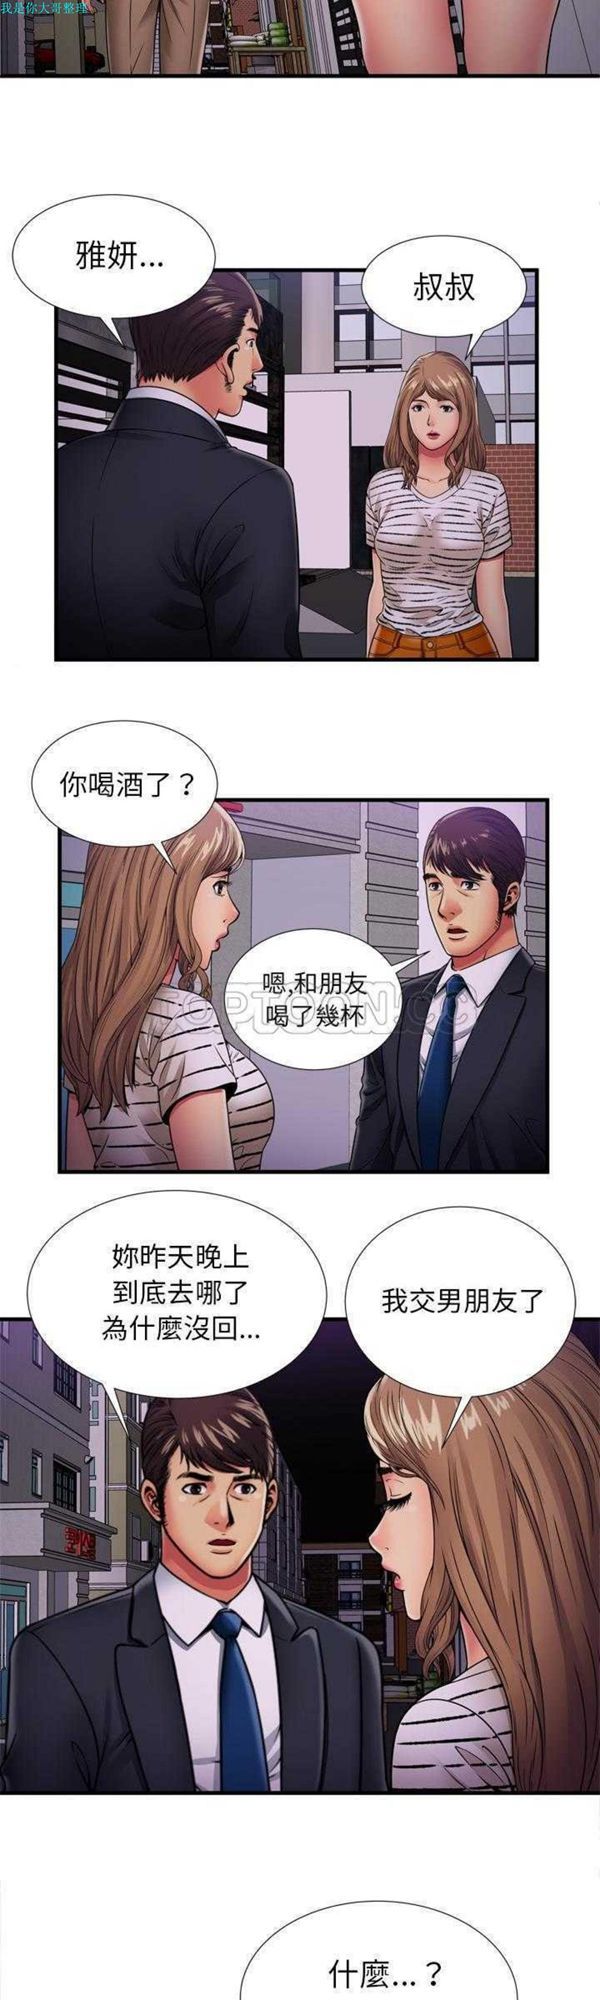 我是你大哥整理
雅妍...
叔叔
你喝酒了？
嗯,和朋友
喝了幾杯
TOPTOON.CC
妳昨天晚上
到底去哪了
為什麼沒回...
我交男朋友了
什麼...？